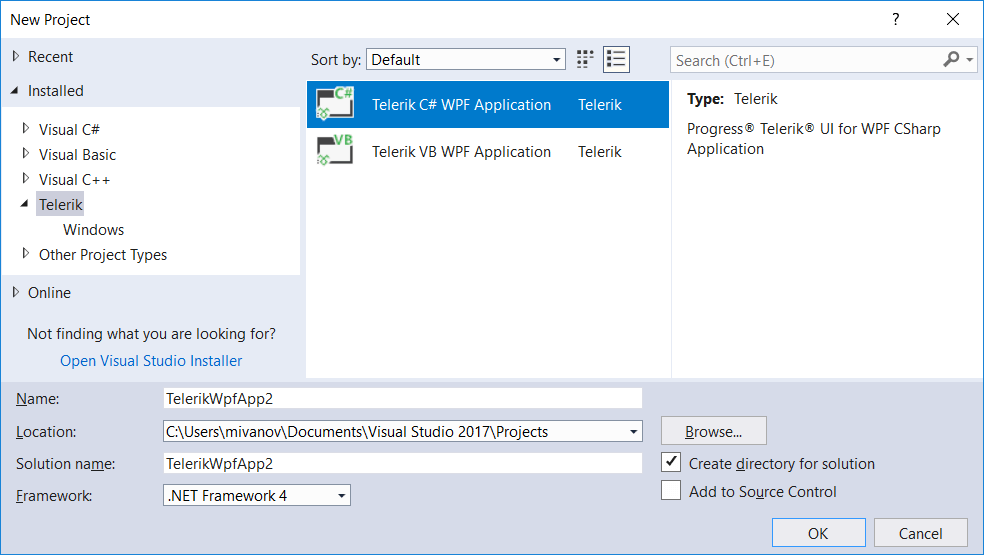 New Project
?
Recent
Installed
Visual C#
Visual Basic
Visual C++
Telerik
Windows
Other Project Types
Online
Not finding what you are looking for?
Open Visual Studio Installer
Sort by: Default
Search (Ctrl+E)
C# Telerik C# WPF Application Telerik
VB Telerik VB WPF Application Telerik
Type: Telerik
Progress® Telerik® UI for WPF CSharp
Application
Name: TelerikWpfApp2
Location: C:\Users\mivanov\Documents\Visual Studio 2017\Projects
Browse...
Solution name: TelerikWpfApp2
Create directory for solution
Framework: .NET Framework 4
Add to Source Control
OK
Cancel